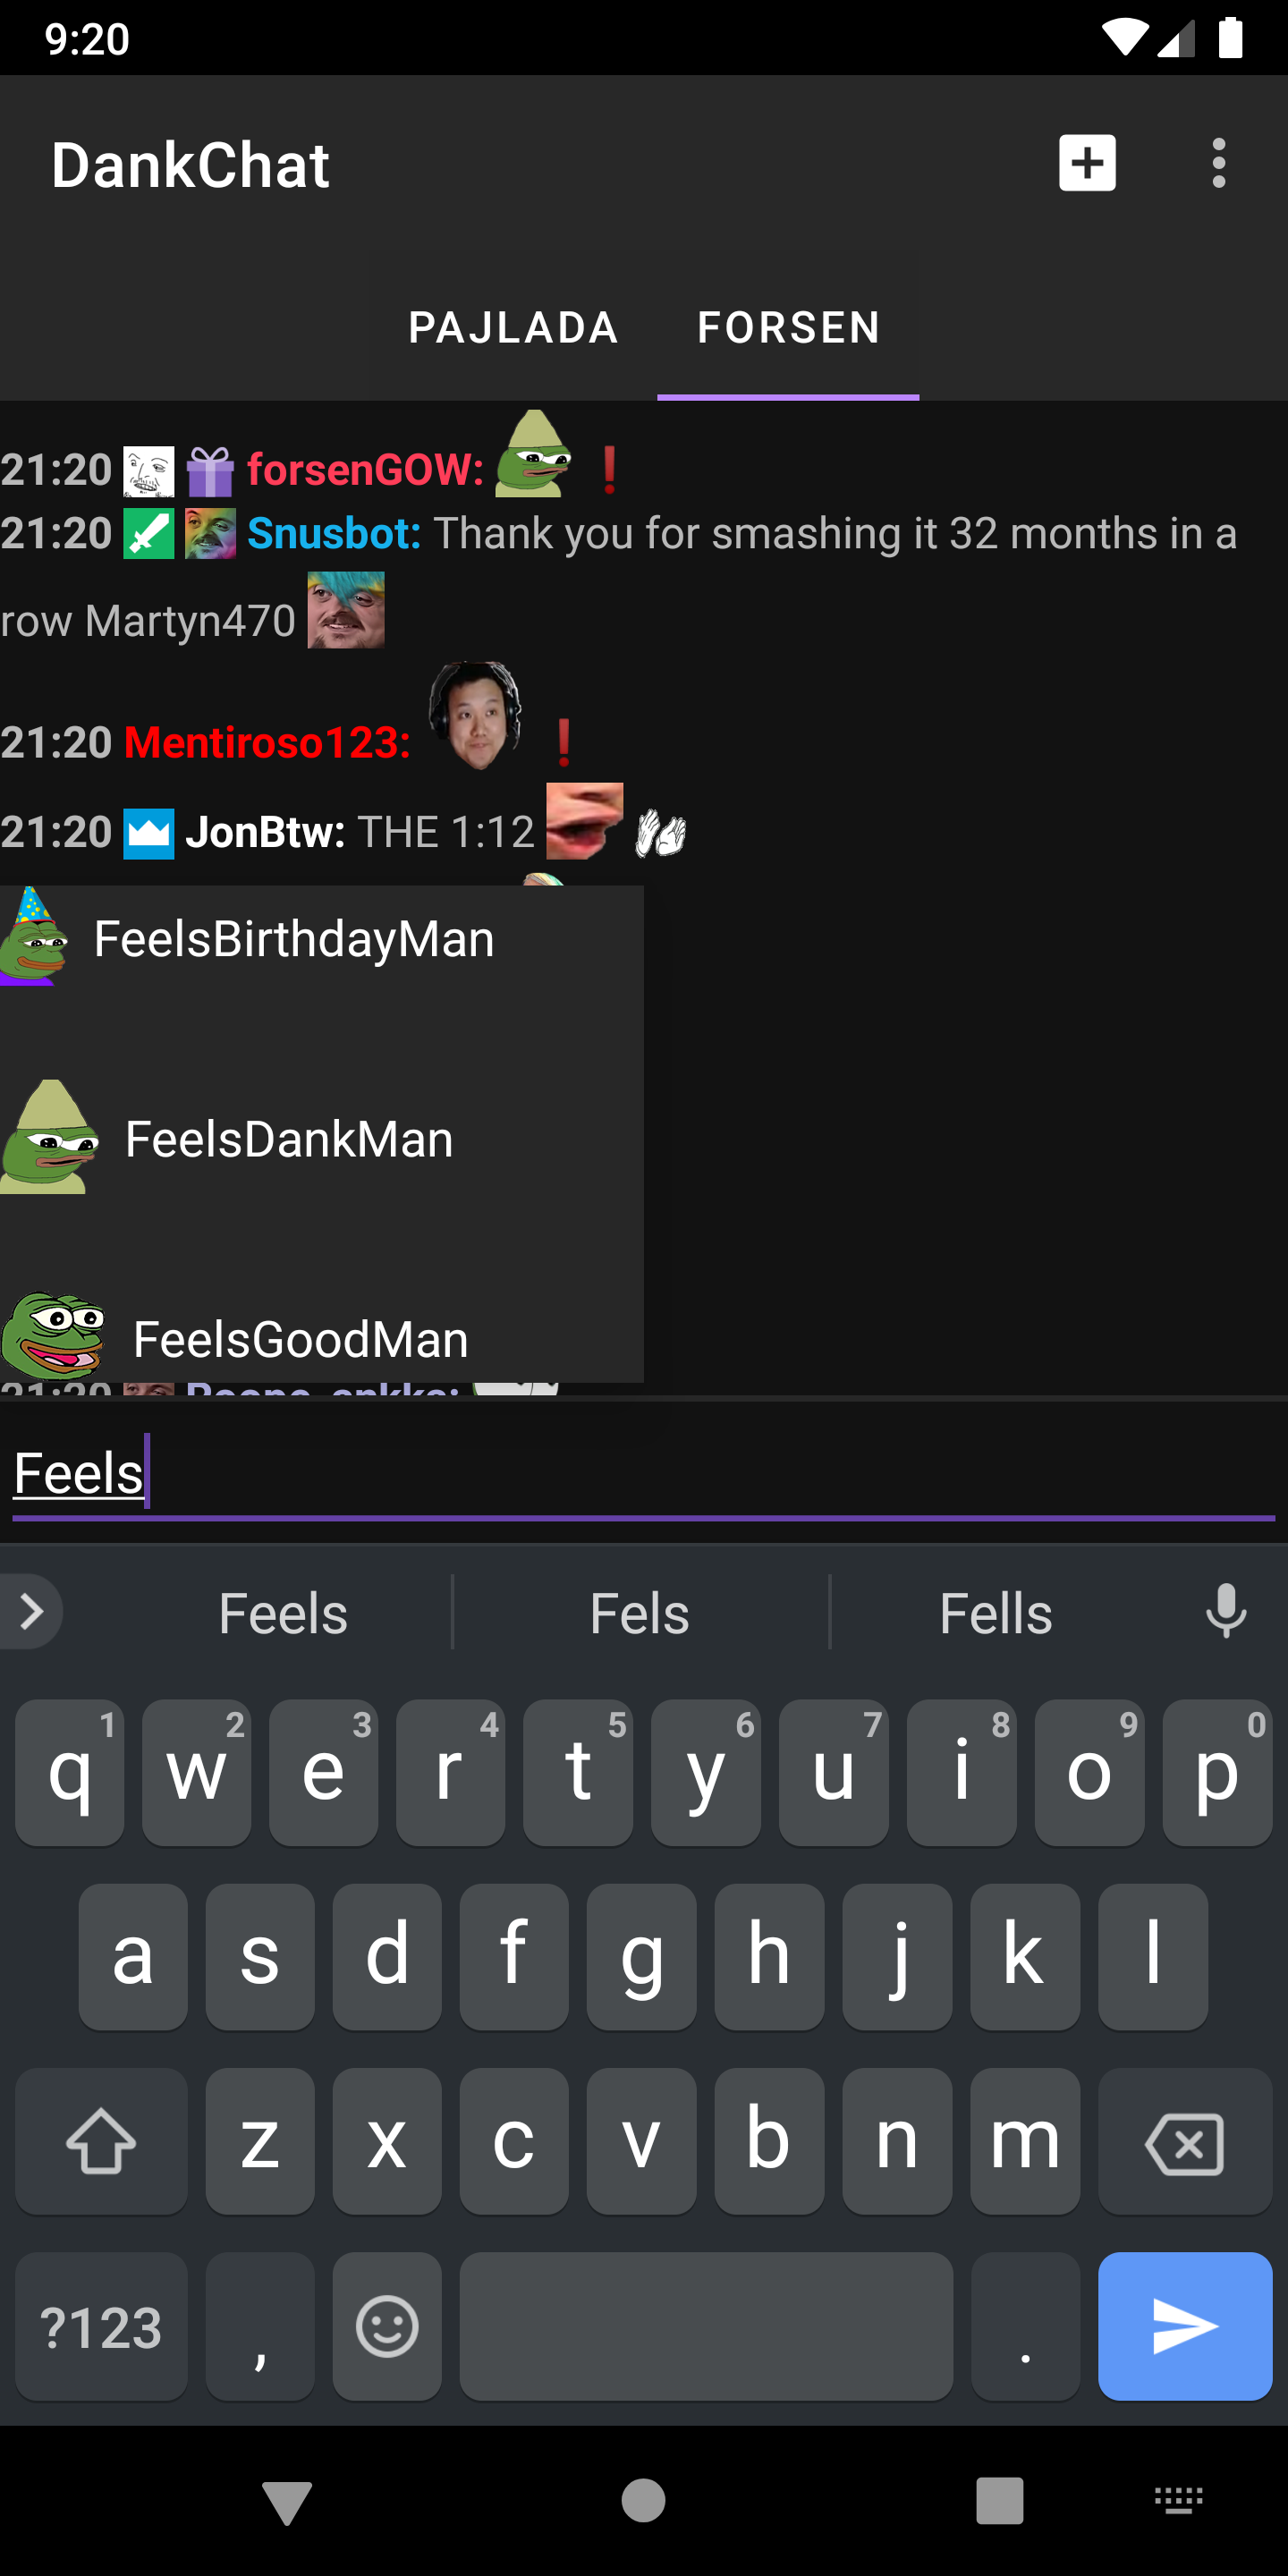 9:20
DankChat
PAJLADA FORSEN
21:20 forsenGOW: ❗
21:20 Snusbot: Thank you for smashing it 32 months in a
row Martyn470
21:20 Mentiroso123: ❗
21:20 JonBtw: THE 1:12
FeelsBirthdayMan
FeelsDankMan
FeelsGoodMan
21:20
Feels
Feels Fels Fells
q 1 w 2 e 3 r 4 t 5 y 6 u 7 i 8 o 9 p 0
a s d f g h j k l
z x c v b n m
?123 , .